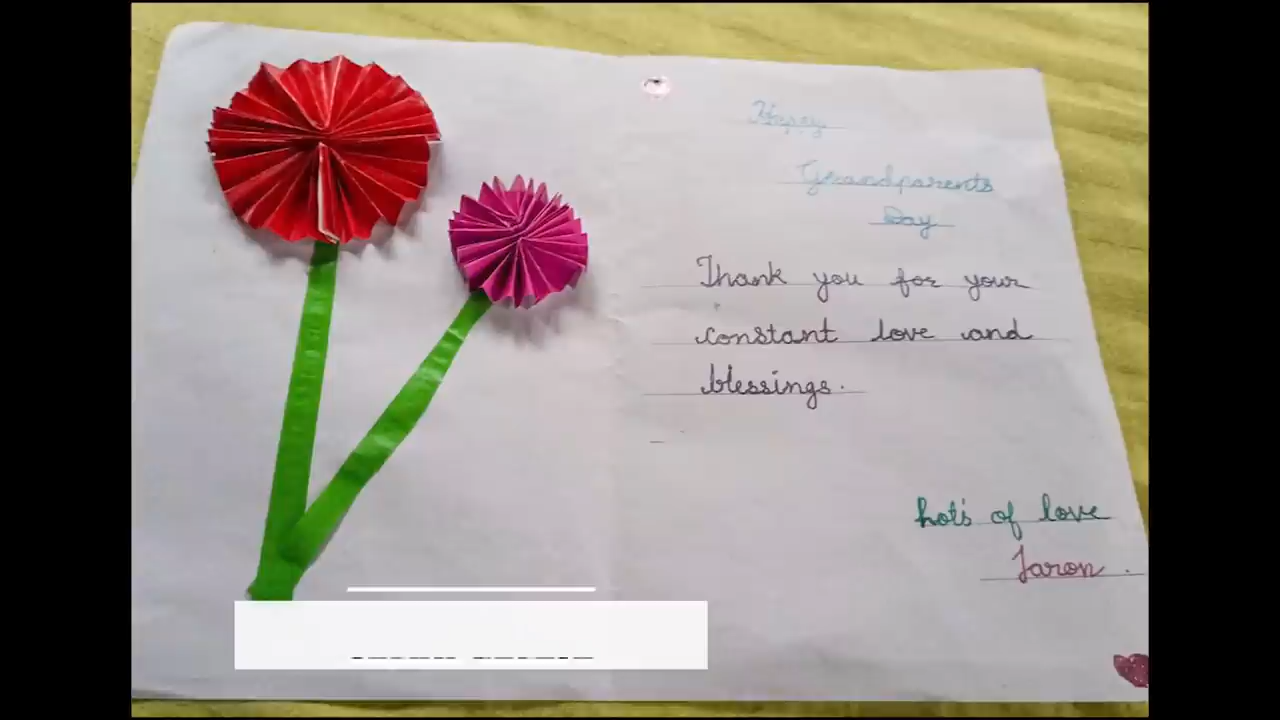 Happy
Grandparents
Day
Thank you for your
constant love and
blessings.
Lots of love
Jaron.